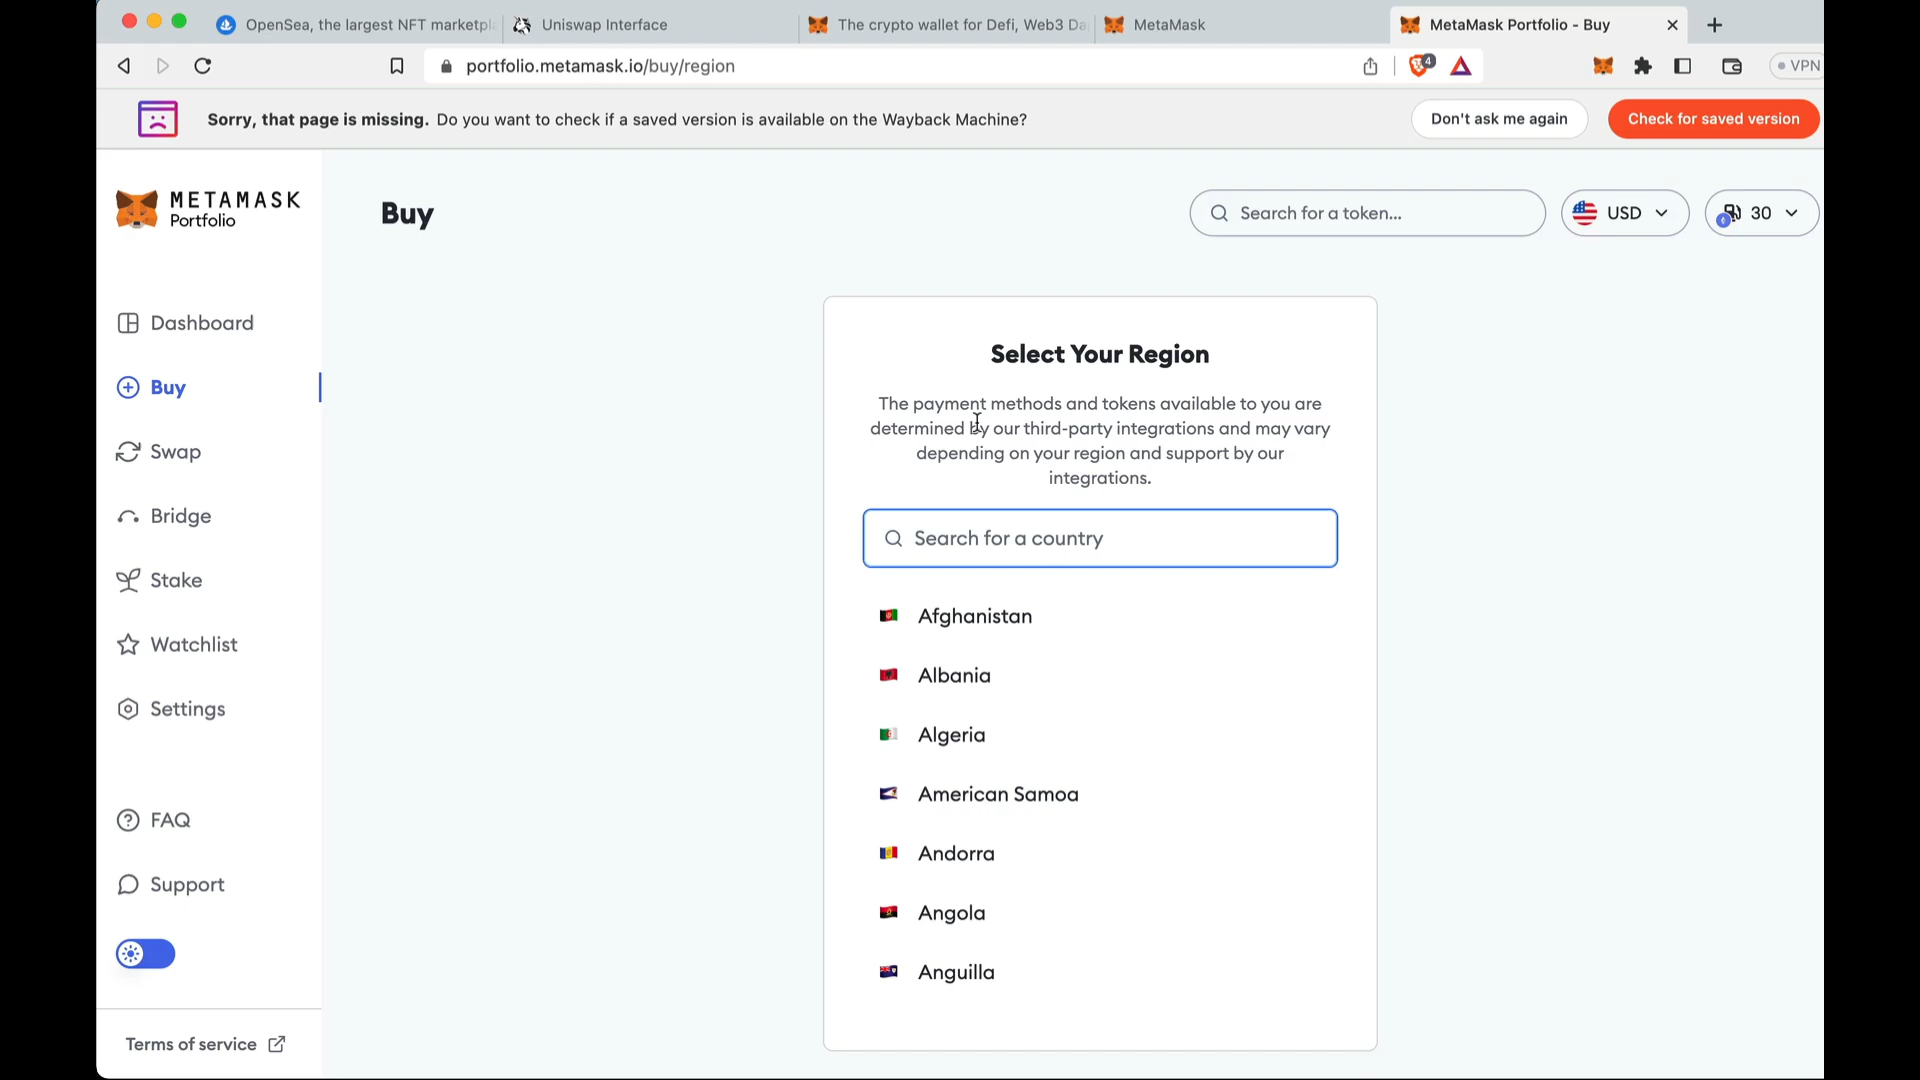 OpenSea, the largest NFT marketpl
Uniswap Interface
The crypto wallet for Defi, Web3 Da
MetaMask
MetaMask Portfolio - Buy
portfolio.metamask.io/buy/region
4
VPN
Sorry, that page is missing. Do you want to check if a saved version is available on the Wayback Machine?
Don't ask me again
Check for saved version
METAMASK
Portfolio
Buy
Search for a token...
USD
30
Dashboard
Buy
Swap
Bridge
Stake
Watchlist
Settings
FAQ
Support
Terms of service
Select Your Region
The payment methods and tokens available to you are
determined by our third-party integrations and may vary
depending on your region and support by our
integrations.
Search for a country
Afghanistan
Albania
Algeria
American Samoa
Andorra
Angola
Anguilla